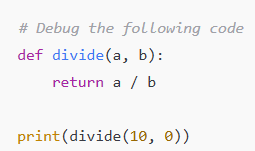 # Debug the following code
def divide(a, b):
    return a / b
print(divide(10, 0))